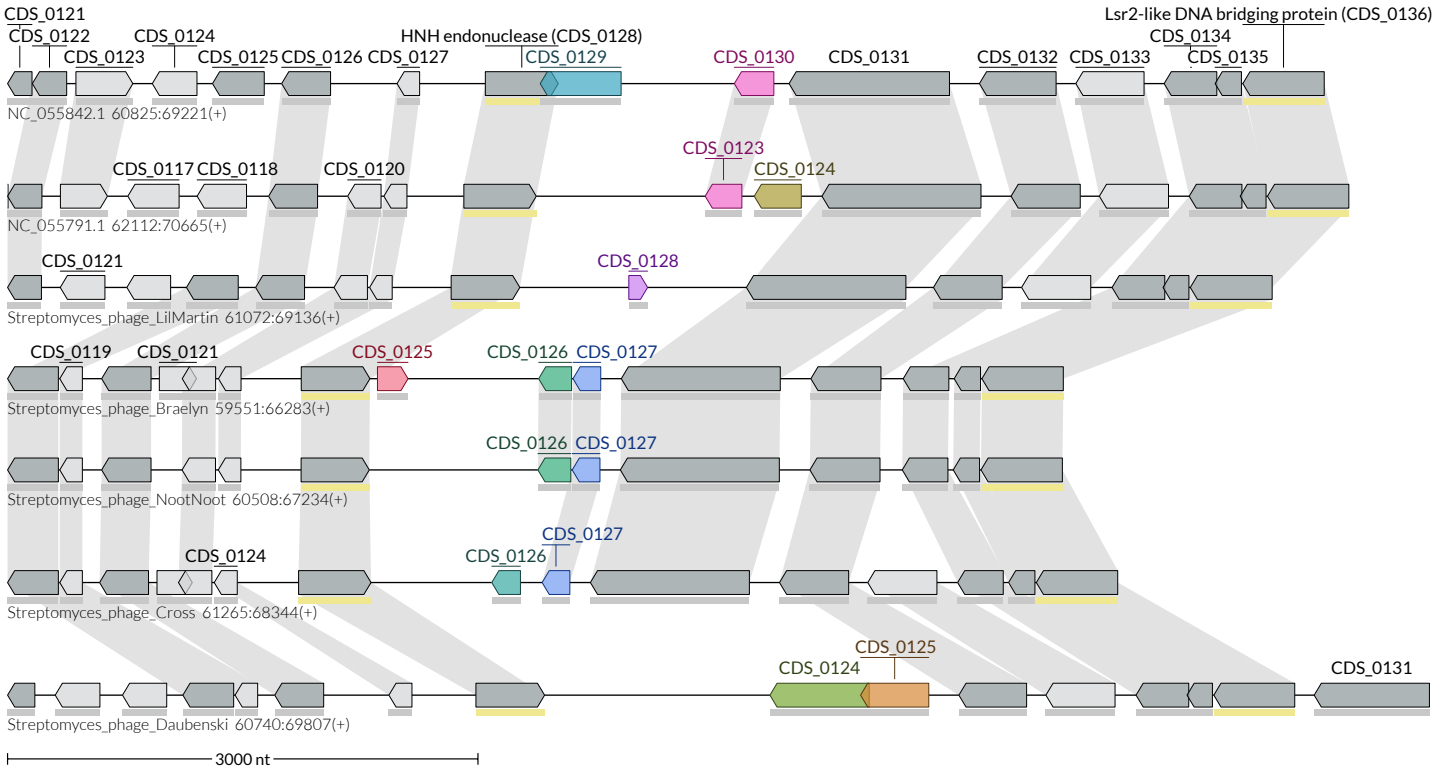 CDS_0121 Lsr2-like DNA bridging protein (CDS_0136)
CDS_0122 CDS_0124 HNH endonuclease (CDS_0128) CDS_0134
CDS_0123 CDS_0125 CDS_0126 CDS_0127 CDS_0129 CDS_0130 CDS_0131 CDS_0132 CDS_0133 CDS_0135
NC_055842.1 60825:69221(+)
CDS_0123
CDS_0117 CDS_0118 CDS_0120 CDS_0124
NC_055791.1 62112:70665(+)
CDS_0121 CDS_0128
Streptomyces_phage_LilMartin 61072:69136(+)
CDS_0119 CDS_0121 CDS_0125 CDS_0126 CDS_0127
Streptomyces_phage_Braelyn 59551:66283(+)
CDS_0126 CDS_0127
Streptomyces_phage_NootNoot 60508:67234(+)
CDS_0127
CDS_0124 CDS_0126
Streptomyces_phage_Cross 61265:68344(+)
CDS_0125
CDS_0124 CDS_0131
Streptomyces_phage_Daubenski 60740:69807(+)
3000 nt